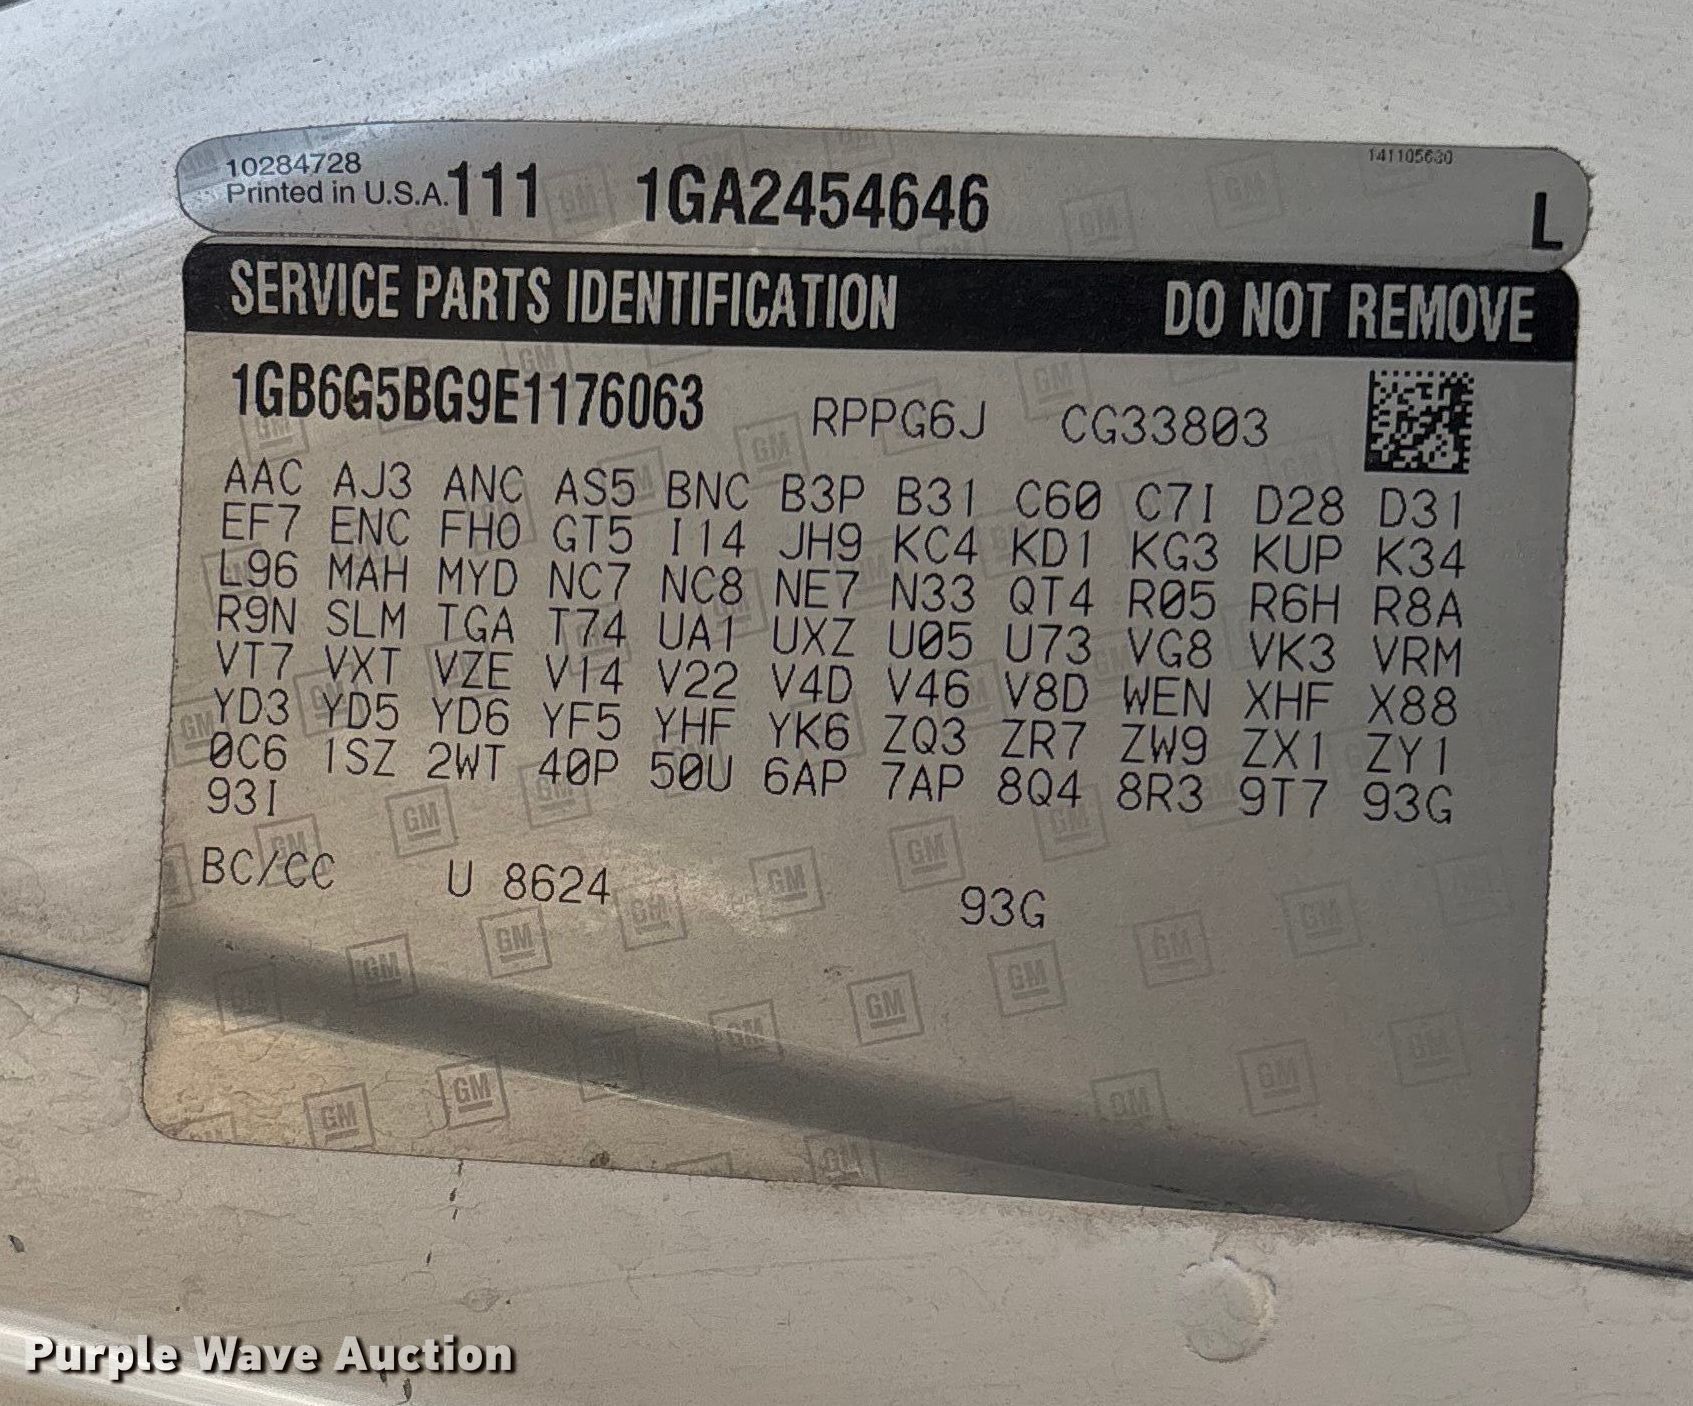 10284728
Printed in U.S.A. 111 1GA2454646 141105630 L
SERVICE PARTS IDENTIFICATION DO NOT REMOVE
1GB6G5BG9E1176063 RPPG6J CG33803
AAC AJ3 ANC AS5 BNC B3P B31 C60 C7I D28 D31
EF7 ENC FHO GT5 I14 JH9 KC4 KD1 KG3 KUP K34
L96 MAH MYD NC7 NC8 NE7 N33 QT4 R05 R6H R8A
R9N SLM TGA T74 UA1 UXZ U05 U73 VG8 VK3 VRM
VT7 VXT VZE V14 V22 V4D V46 V8D WEN XHF X88
YD3 YD5 YD6 YF5 YHF YK6 ZQ3 ZR7 ZW9 ZX1 ZY1
0C6 1SZ 2WT 40P 50U 6AP 7AP 8Q4 8R3 9T7 93G
93I
BC/CC U 8624 93G
Purple Wave Auction